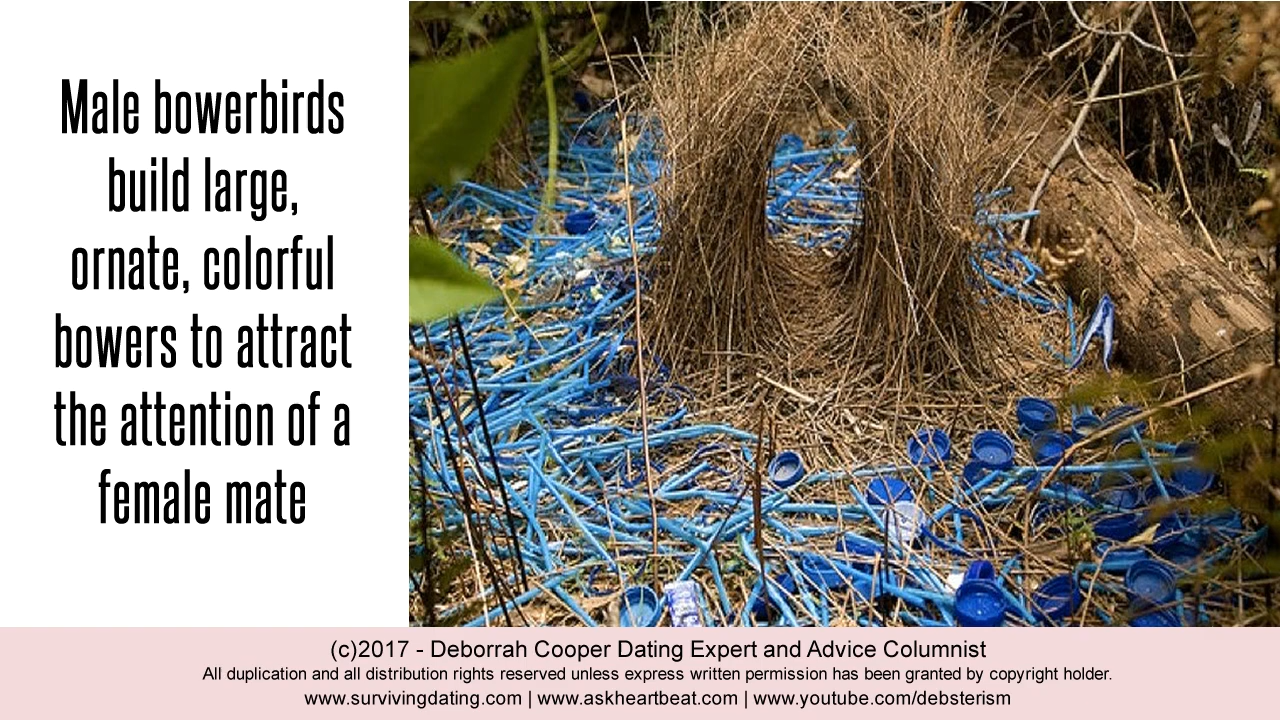 Male bowerbirds
build large,
ornate, colorful
bowers to attract
the attention of a
female mate
(c)2017 - Deborrah Cooper Dating Expert and Advice Columnist
All duplication and all distribution rights reserved unless express written permission has been granted by copyright holder.
www.survivingdating.com | www.askheartbeat.com | www.youtube.com/debsterism